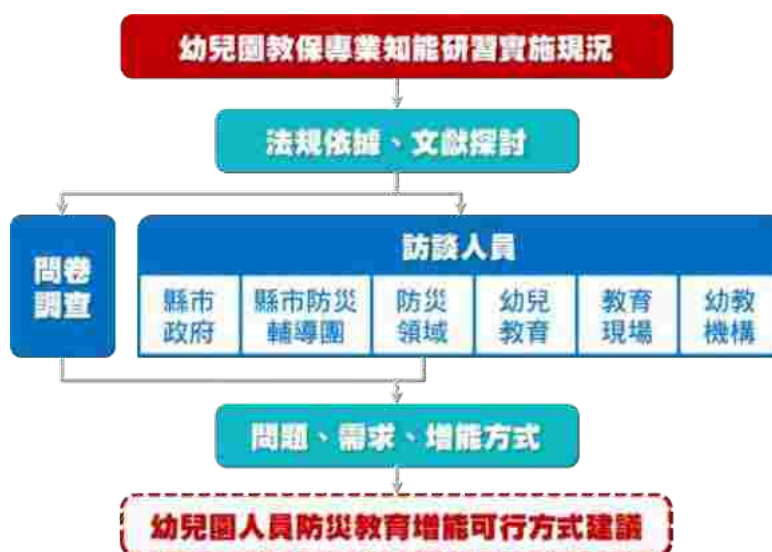 幼兒園教保專業知能研習實施現況
法規依據、文獻探討
問卷
調查
訪談人員
縣市
政府
縣市防災
輔導團
防災
領域
幼兒
教育
教育
現場
幼教
機構
問題、需求、增能方式
幼兒園人員防災教育增能可行方式建議